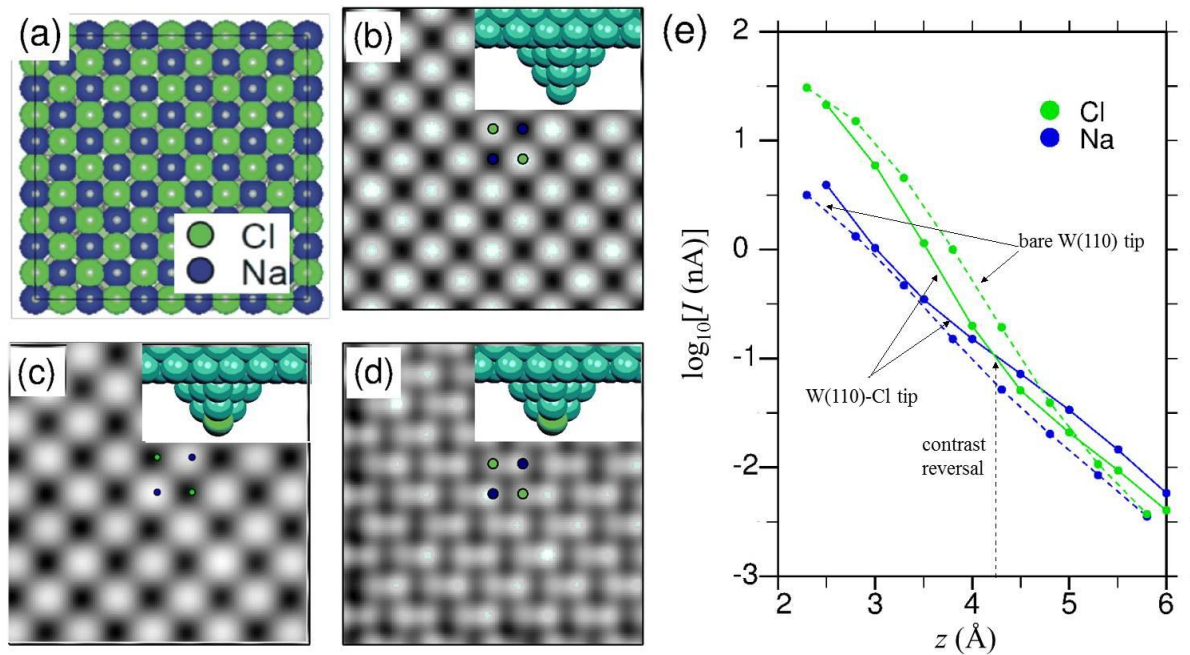 (a)
Cl
Na
(b)
(c)
(d)
(e)
2
1
0
-1
-2
-3
log10[I (nA)]
2 3 4 5 6
z (Å)
Cl
Na
bare W(110) tip
W(110)-Cl tip
contrast
reversal